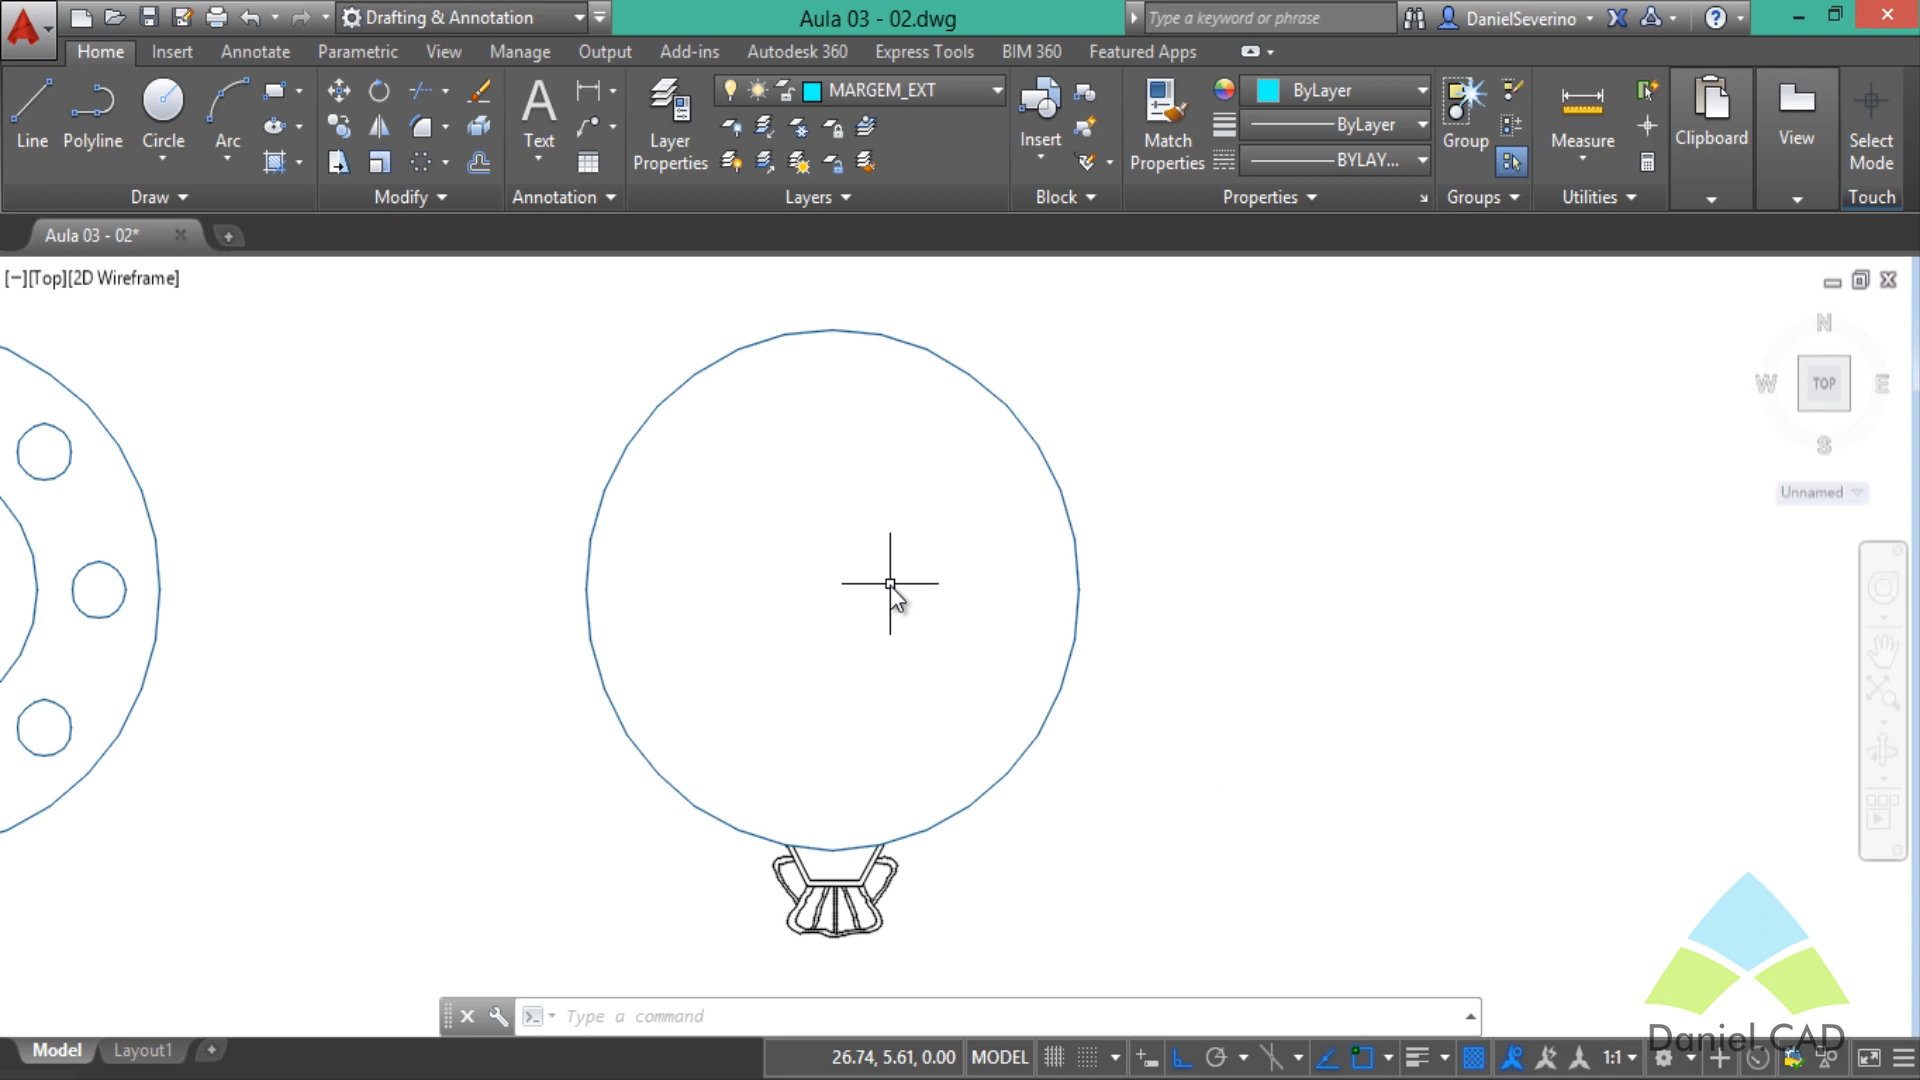 Drafting & Annotation
Aula 03 - 02.dwg
Type a keyword or phrase
DanielSeverino
Home Insert Annotate Parametric View Manage Output Add-ins Autodesk 360 Express Tools BIM 360 Featured Apps
MARGEM_EXT
ByLayer
ByLayer
BYLAY...
Line Polyline Circle Arc
Text
Layer Properties
Insert
Match Properties
Group
Measure
Clipboard
View
Select Mode
Draw Modify Annotation Layers Block Properties Groups Utilities Touch
Aula 03 - 02*
[−][Top][2D Wireframe]
N
W TOP E
S
Unnamed
Type a command
Daniel.CAD
Model Layout1
26.74, 5.61, 0.00 MODEL 1:1